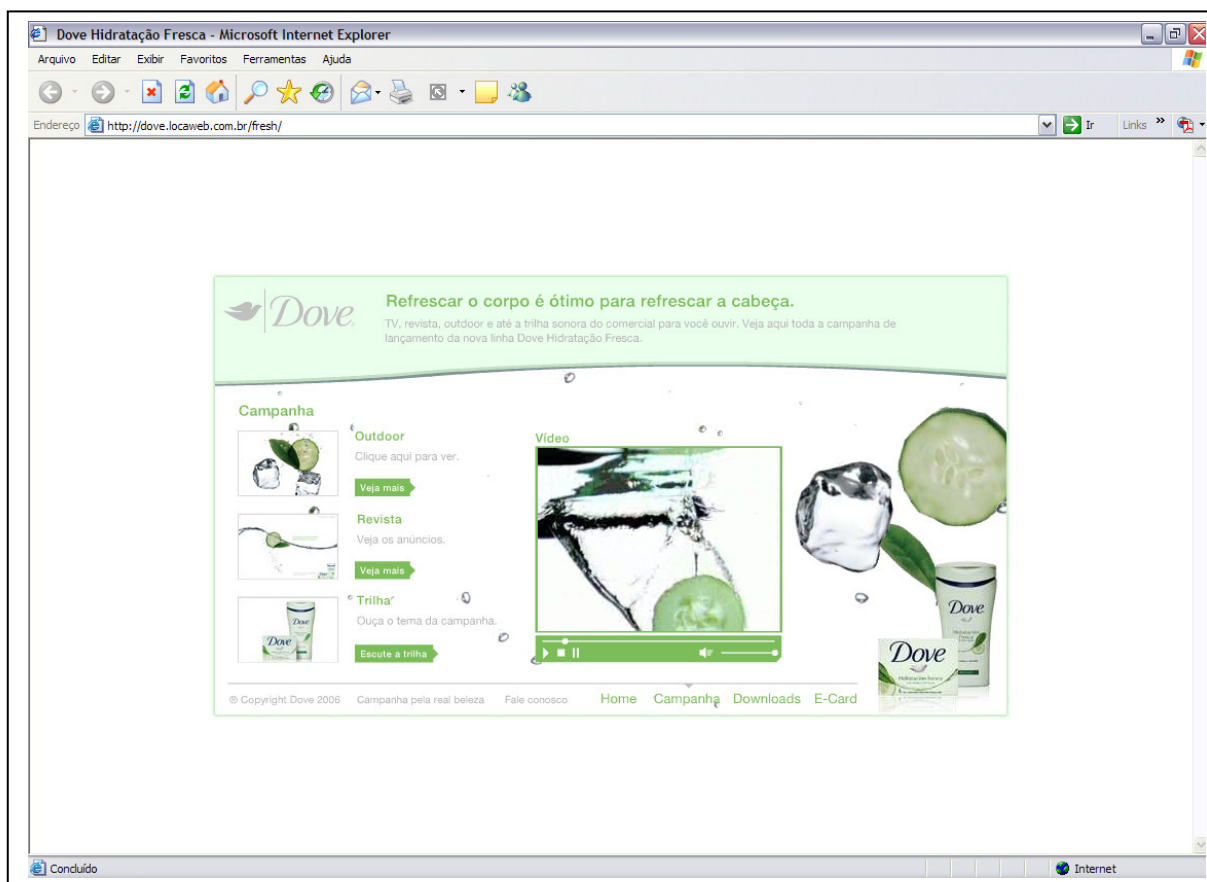 Dove Hidratação Fresca - Microsoft Internet Explorer
Arquivo Editar Exibir Favoritos Ferramentas Ajuda
Endereço http://dove.locaweb.com.br/fresh/ Ir Links »
Dove
Refrescar o corpo é ótimo para refrescar a cabeça.
TV, revista, outdoor e até a trilha sonora do comercial para você ouvir. Veja aqui toda a campanha de
lançamento da nova linha Dove Hidratação Fresca.
Campanha
Outdoor
Clique aqui para ver.
Veja mais
Revista
Veja os anúncios.
Veja mais
Trilha
Ouça o tema da campanha.
Escute a trilha
Vídeo
Dove
Dove
Dove
Dove
® Copyright Dove 2006 Campanha pela real beleza Fale conosco Home Campanha Downloads E-Card
Concluído Internet